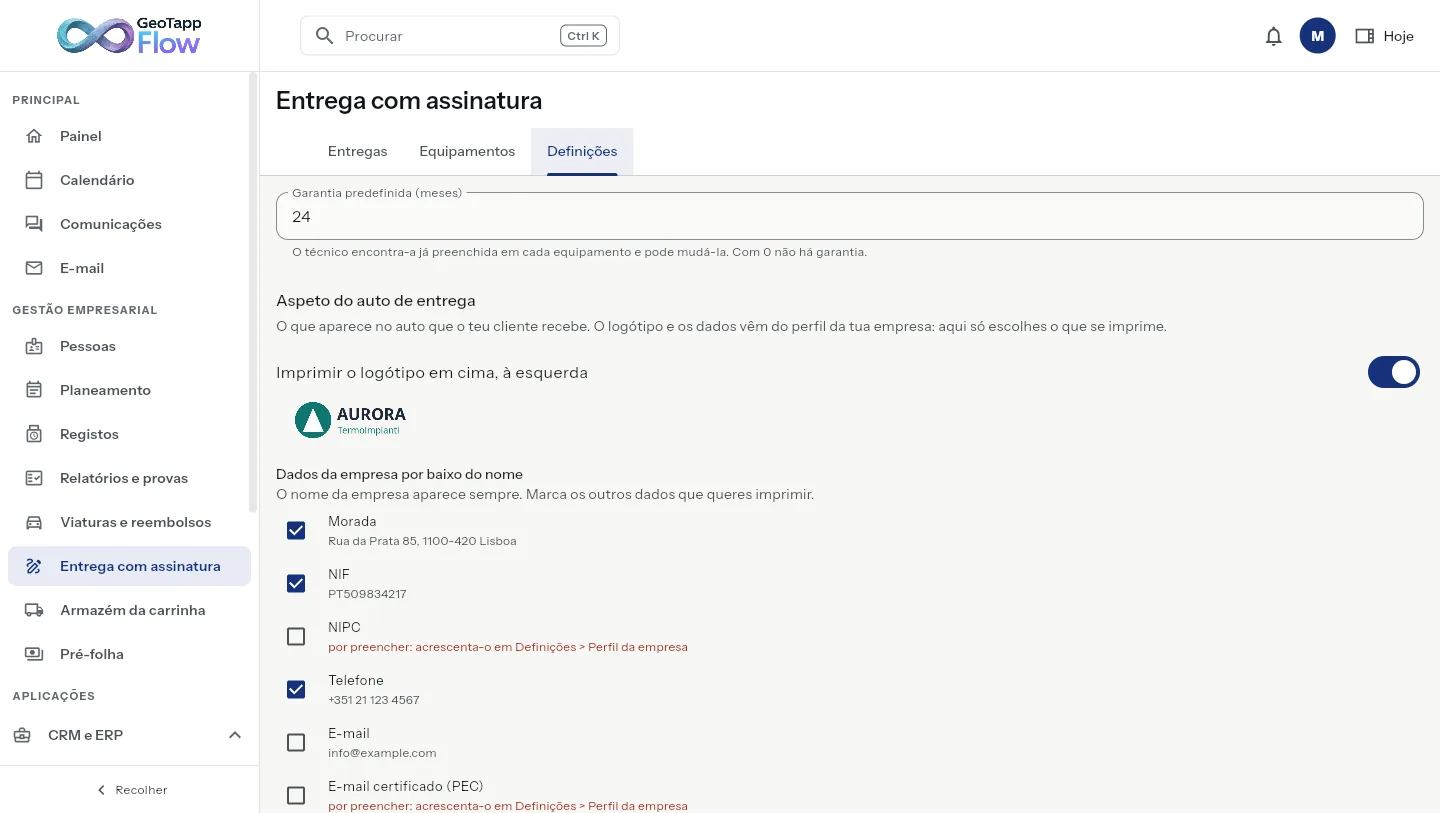 GeoTapp
Flow
Procurar
Ctrl K
M
Hoje
PRINCIPAL
Painel
Calendário
Comunicações
E-mail
GESTÃO EMPRESARIAL
Pessoas
Planeamento
Registos
Relatórios e provas
Viaturas e reembolsos
Entrega com assinatura
Armazém da carrinha
Pré-folha
APLICAÇÕES
CRM e ERP
Recolher
Entrega com assinatura
Entregas
Equipamentos
Definições
Garantia predefinida (meses)
24
O técnico encontra-a já preenchida em cada equipamento e pode mudá-la. Com 0 não há garantia.
Aspeto do auto de entrega
O que aparece no auto que o teu cliente recebe. O logótipo e os dados vêm do perfil da tua empresa: aqui só escolhes o que se imprime.
Imprimir o logótipo em cima, à esquerda
AURORA
TermoImpianti
Dados da empresa por baixo do nome
O nome da empresa aparece sempre. Marca os outros dados que queres imprimir.
Morada
Rua da Prata 85, 1100-420 Lisboa
NIF
PT509834217
NIPC
por preencher: acrescenta-o em Definições > Perfil da empresa
Telefone
+351 21 123 4567
E-mail
info@example.com
E-mail certificado (PEC)
por preencher: acrescenta-o em Definições > Perfil da empresa